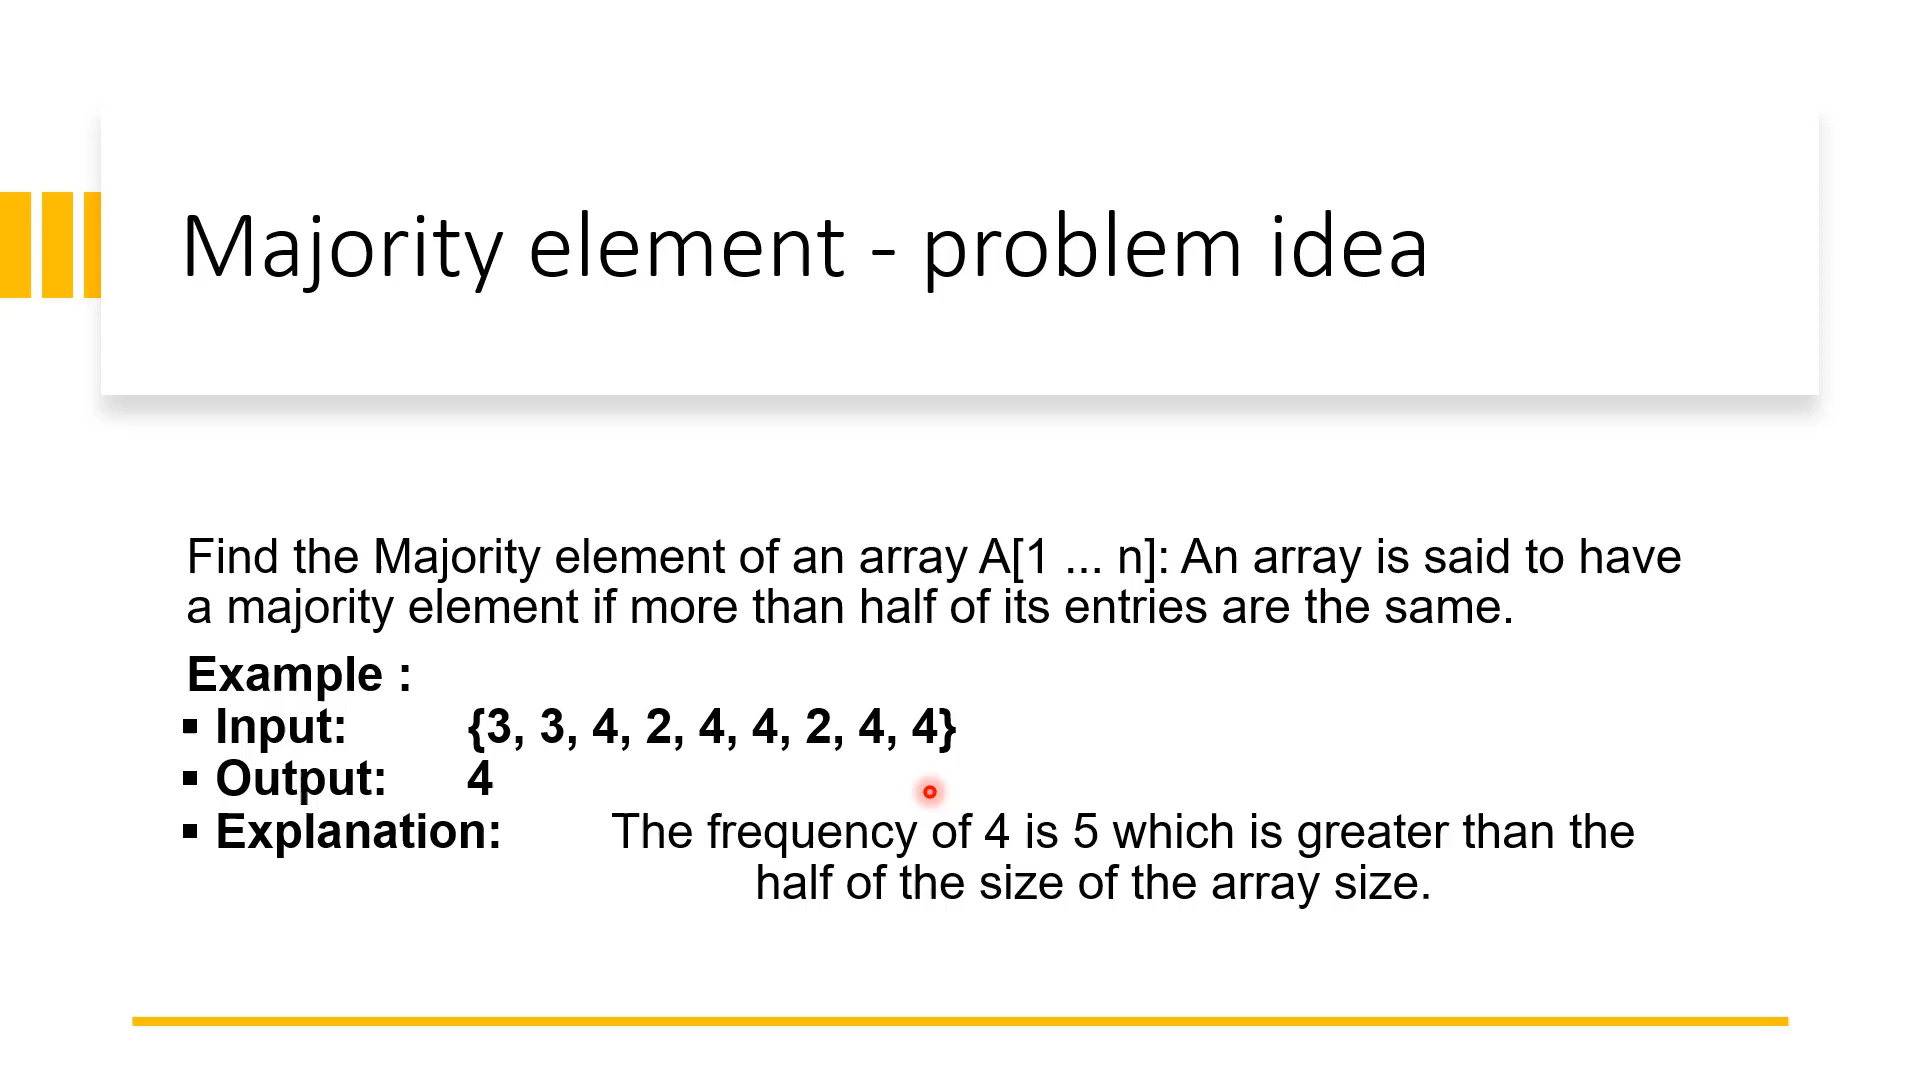 Majority element - problem idea
Find the Majority element of an array A[1 ... n]: An array is said to have
a majority element if more than half of its entries are the same.
Example :
▪ Input: {3, 3, 4, 2, 4, 4, 2, 4, 4}
▪ Output: 4
▪ Explanation: The frequency of 4 is 5 which is greater than the
half of the size of the array size.